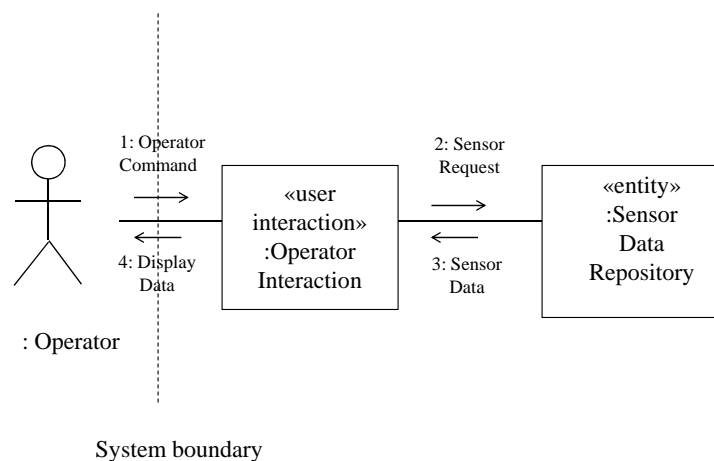 1: Operator
Command
2: Sensor
Request
«user
interaction»
:Operator
Interaction
«entity»
:Sensor
Data
Repository
4: Display
Data
3: Sensor
Data
: Operator
System boundary